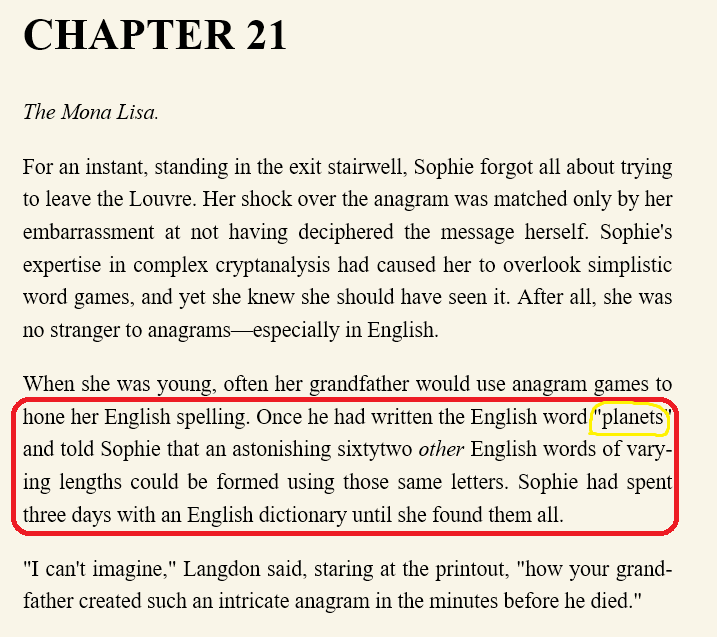 CHAPTER 21
The Mona Lisa.
For an instant, standing in the exit stairwell, Sophie forgot all about trying
to leave the Louvre. Her shock over the anagram was matched only by her
embarrassment at not having deciphered the message herself. Sophie's
expertise in complex cryptanalysis had caused her to overlook simplistic
word games, and yet she knew she should have seen it. After all, she was
no stranger to anagrams—especially in English.
When she was young, often her grandfather would use anagram games to
hone her English spelling. Once he had written the English word "planets"
and told Sophie that an astonishing sixtytwo other English words of vary-
ing lengths could be formed using those same letters. Sophie had spent
three days with an English dictionary until she found them all.
"I can't imagine," Langdon said, staring at the printout, "how your grand-
father created such an intricate anagram in the minutes before he died."